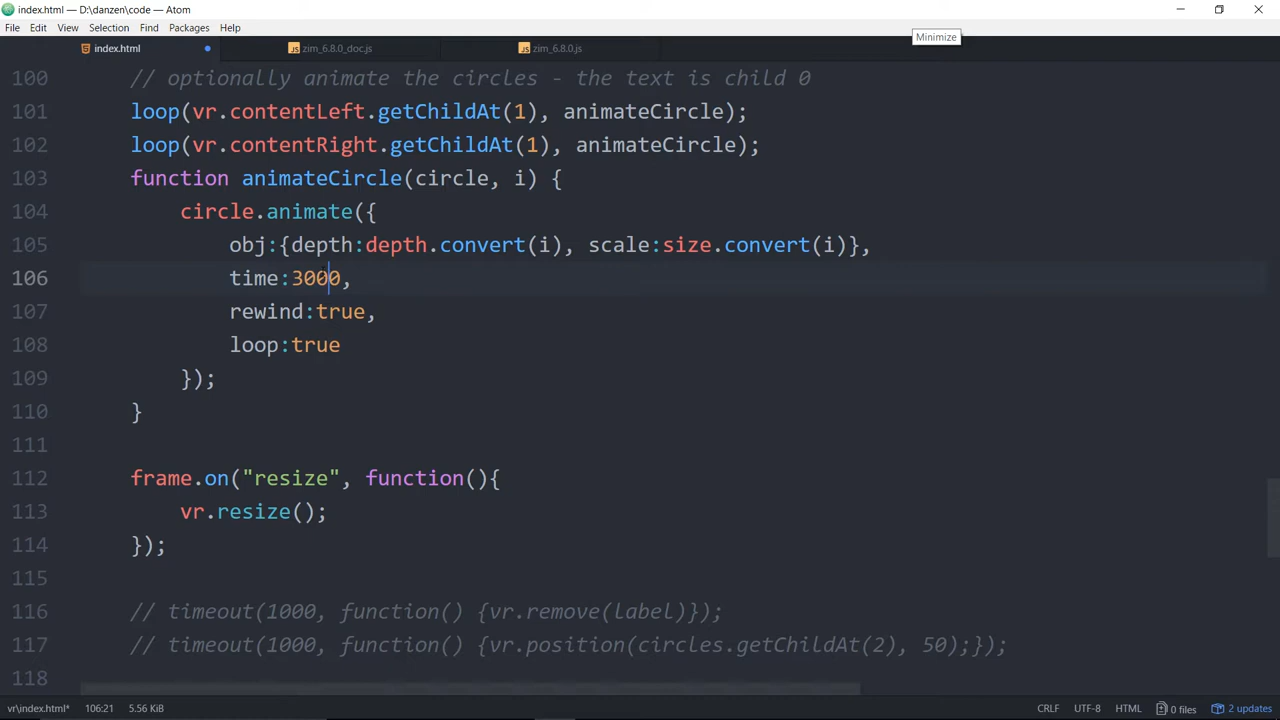 index.html — D:\danzen\code — Atom
File Edit View Selection Find Packages Help
Minimize
index.html zim_6.8.0_doc.js zim_6.8.0.js
100 // optionally animate the circles - the text is child 0
101 loop(vr.contentLeft.getChildAt(1), animateCircle);
102 loop(vr.contentRight.getChildAt(1), animateCircle);
103 function animateCircle(circle, i) {
104 circle.animate({
105 obj:{depth:depth.convert(i), scale:size.convert(i)},
106 time:3000,
107 rewind:true,
108 loop:true
109 });
110 }
111
112 frame.on("resize", function(){
113 vr.resize();
114 });
115
116 // timeout(1000, function() {vr.remove(label)});
117 // timeout(1000, function() {vr.position(circles.getChildAt(2), 50);});
118
vr\index.html* 106:21 5.56 KiB CRLF UTF-8 HTML 0 files 2 updates